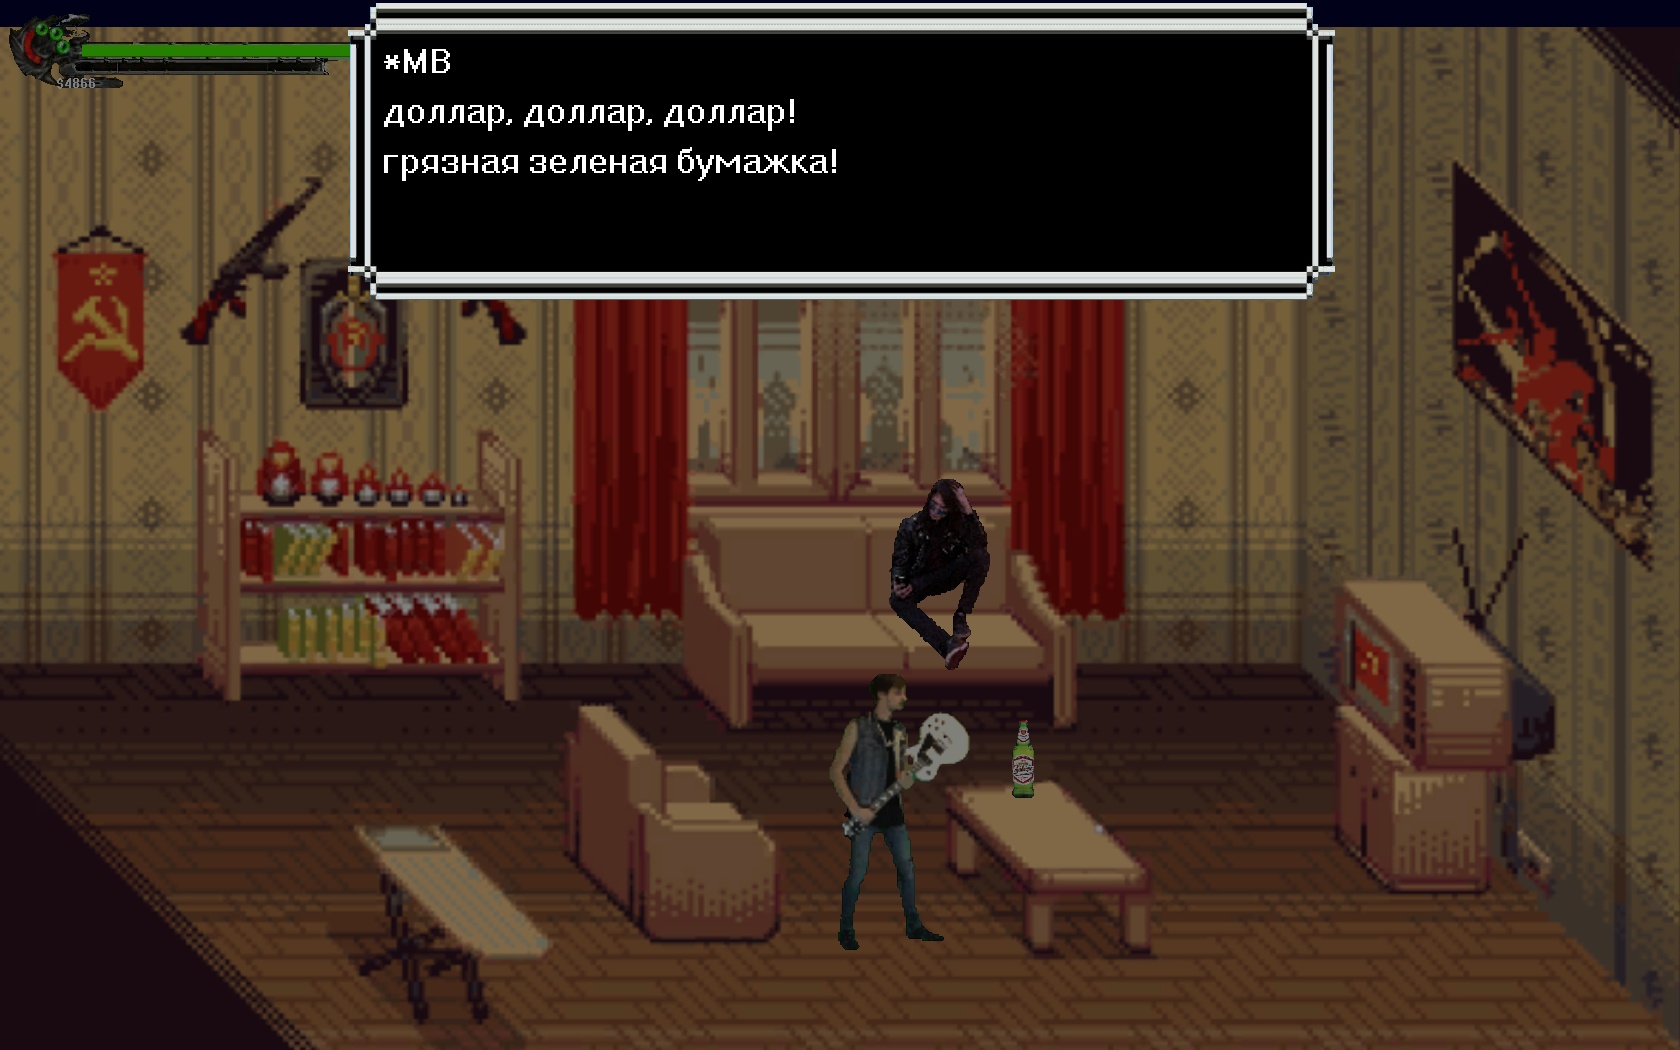 *МВ
доллар, доллар, доллар!
грязная зеленая бумажка!
$4866